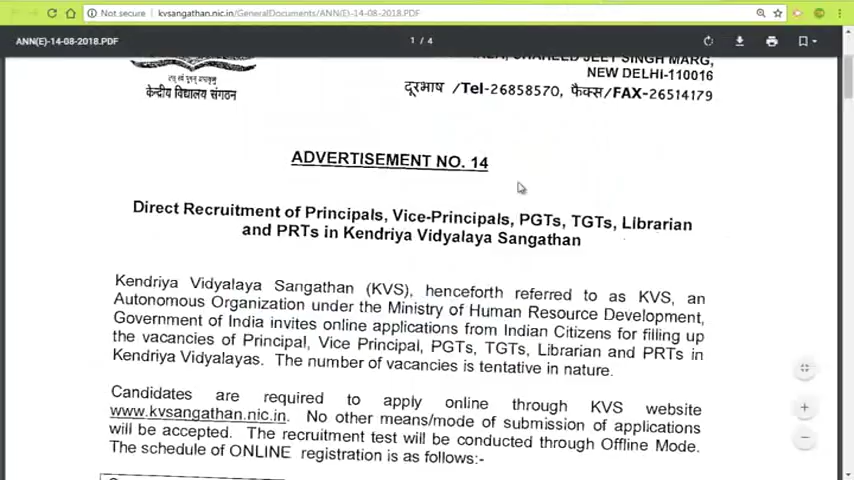 Not secure | kvsangathan.nic.in/GeneralDocuments/ANN(E)-14-08-2018.PDF
ANN(E)-14-08-2018.PDF
1 / 4
केन्द्रीय विद्यालय संगठन
SHAHEED JEET SINGH MARG,
NEW DELHI-110016
दूरभाष /Tel-26858570, फैक्स/FAX-26514179
ADVERTISEMENT NO. 14
Direct Recruitment of Principals, Vice-Principals, PGTs, TGTs, Librarian
and PRTs in Kendriya Vidyalaya Sangathan
Kendriya Vidyalaya Sangathan (KVS), henceforth referred to as KVS, an
Autonomous Organization under the Ministry of Human Resource Development,
Government of India invites online applications from Indian Citizens for filling up
the vacancies of Principal, Vice Principal, PGTs, TGTs, Librarian and PRTs in
Kendriya Vidyalayas. The number of vacancies is tentative in nature.
Candidates are required to apply online through KVS website
www.kvsangathan.nic.in. No other means/mode of submission of applications
will be accepted. The recruitment test will be conducted through Offline Mode.
The schedule of ONLINE registration is as follows:-